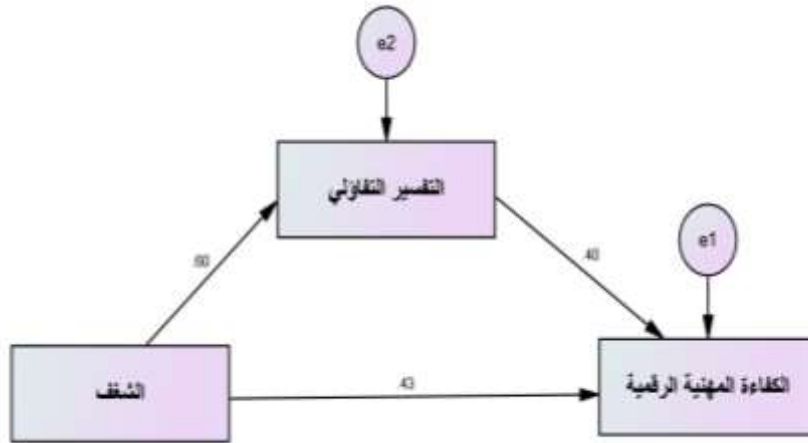 e2
التفسير التفاؤلي
e1
.60
.40
الشغف
.43
الكفاءة المهنية الرقمية